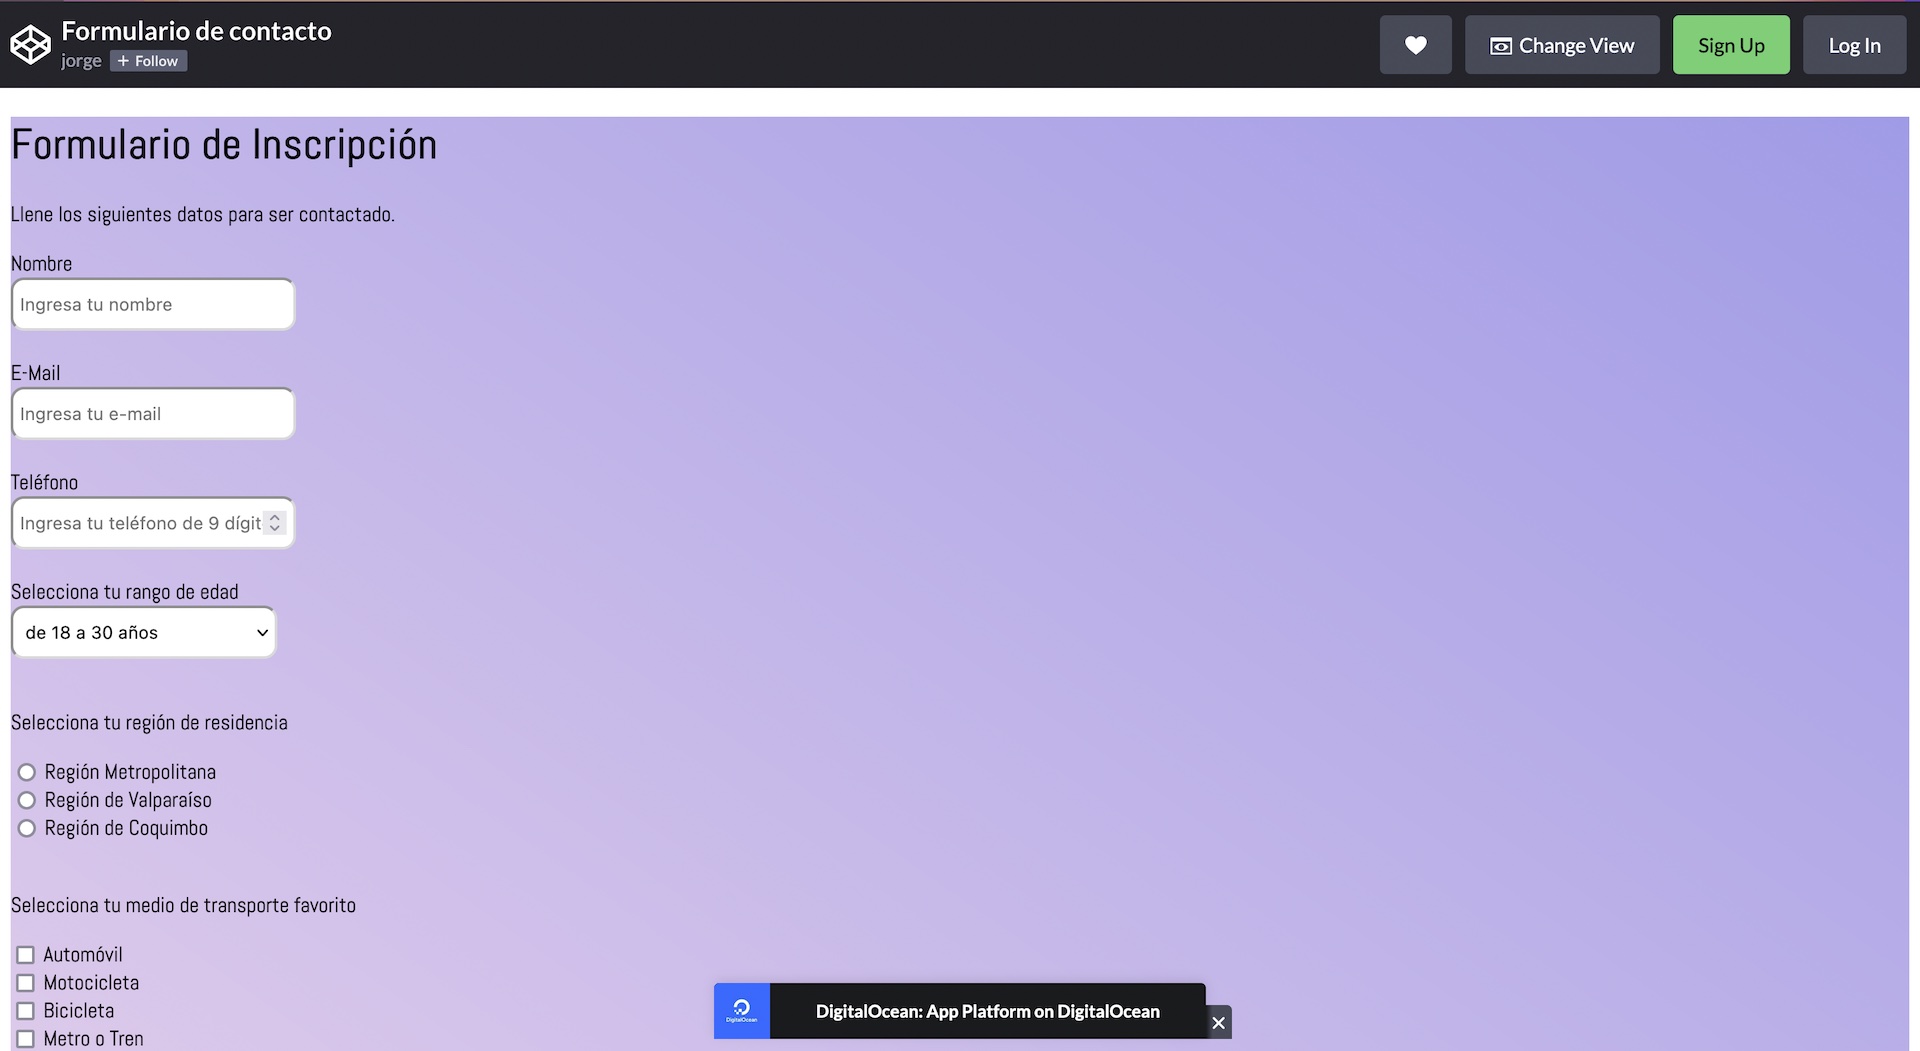 Formulario de contacto
jorge + Follow
Change View
Sign Up
Log In
Formulario de Inscripción
Llene los siguientes datos para ser contactado.
Nombre
Ingresa tu nombre
E-Mail
Ingresa tu e-mail
Teléfono
Ingresa tu teléfono de 9 dígit
Selecciona tu rango de edad
de 18 a 30 años
Selecciona tu región de residencia
Región Metropolitana
Región de Valparaíso
Región de Coquimbo
Selecciona tu medio de transporte favorito
Automóvil
Motocicleta
Bicicleta
Metro o Tren
DigitalOcean
DigitalOcean: App Platform on DigitalOcean